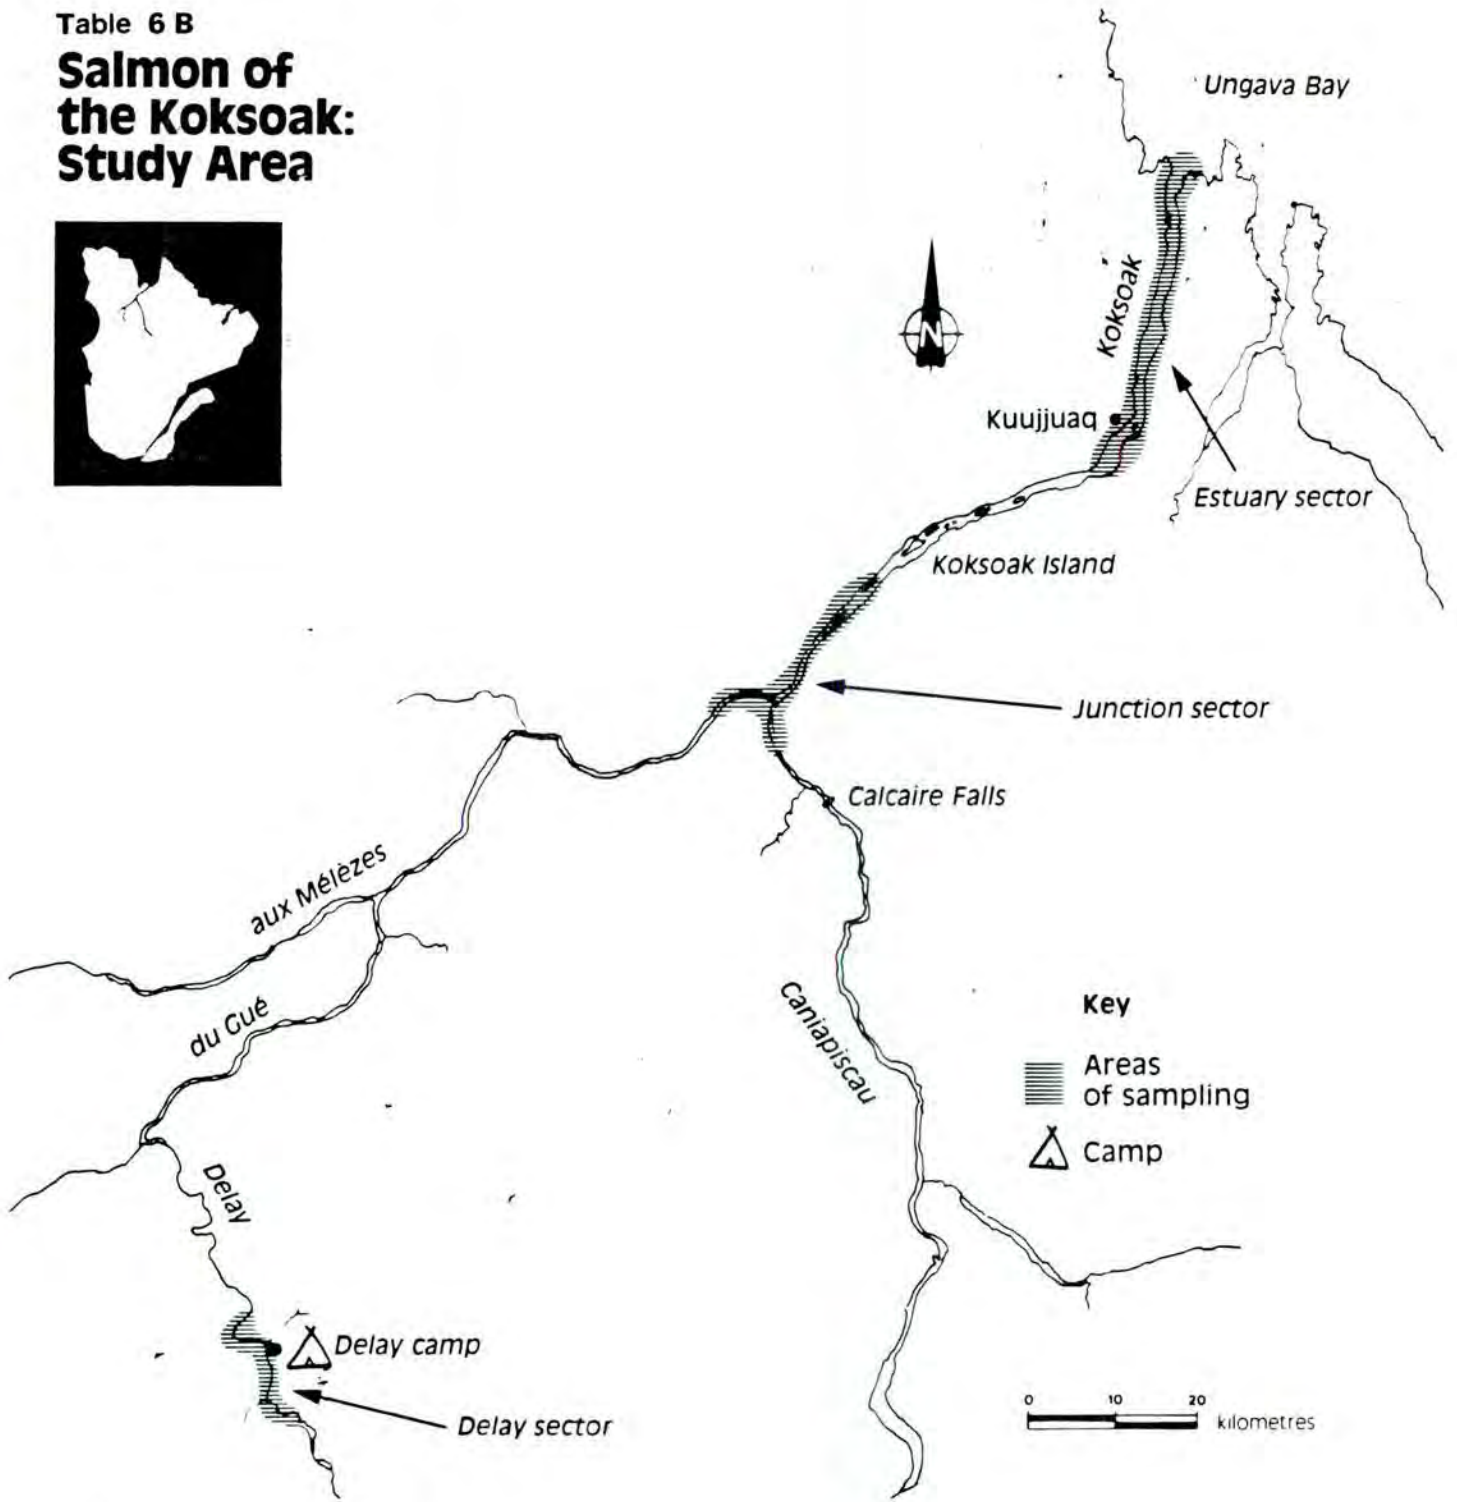 Table 6 B
Salmon of
the Koksoak:
Study Area
Ungava Bay
Koksoak
N
Kuujjuaq
Estuary sector
Koksoak Island
Junction sector
Calcaire Falls
aux Mélèzes
du Gué
Caniapiscau
Key
Areas
of sampling
Camp
Delay
Delay camp
Delay sector
0 10 20
kilometres